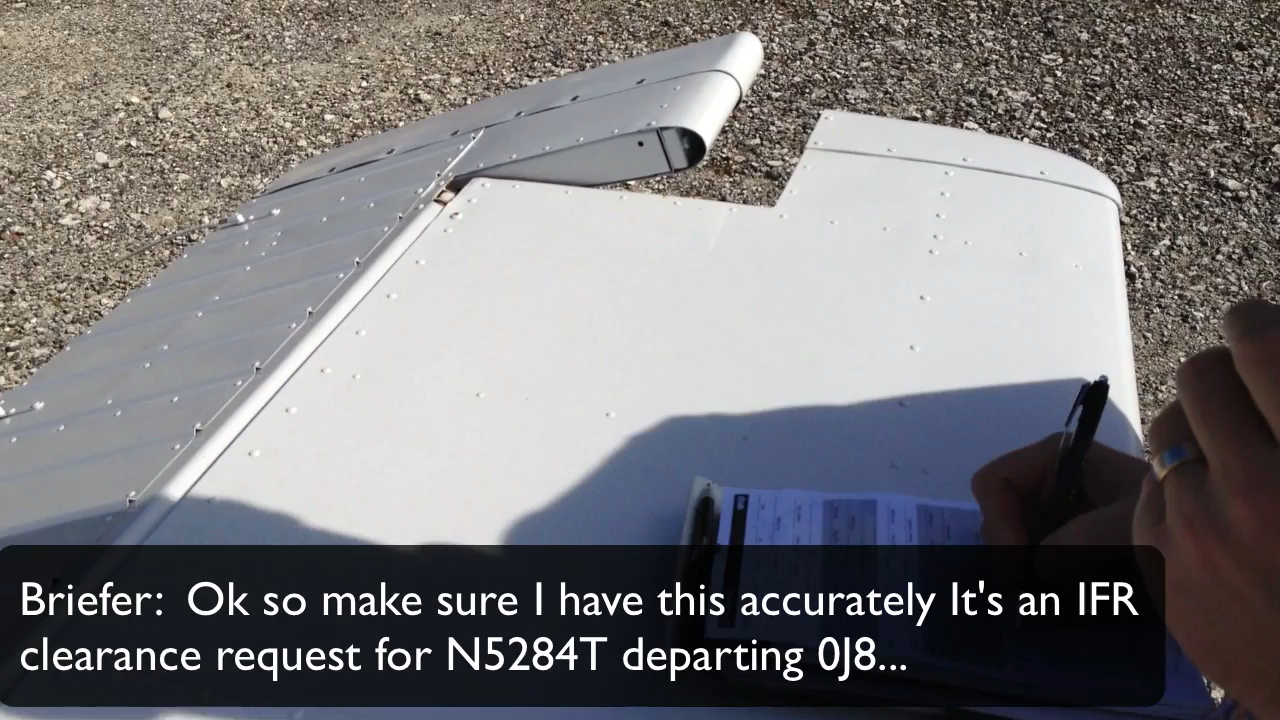 Briefer:  Ok so make sure I have this accurately It's an IFR
clearance request for N5284T departing 0J8...